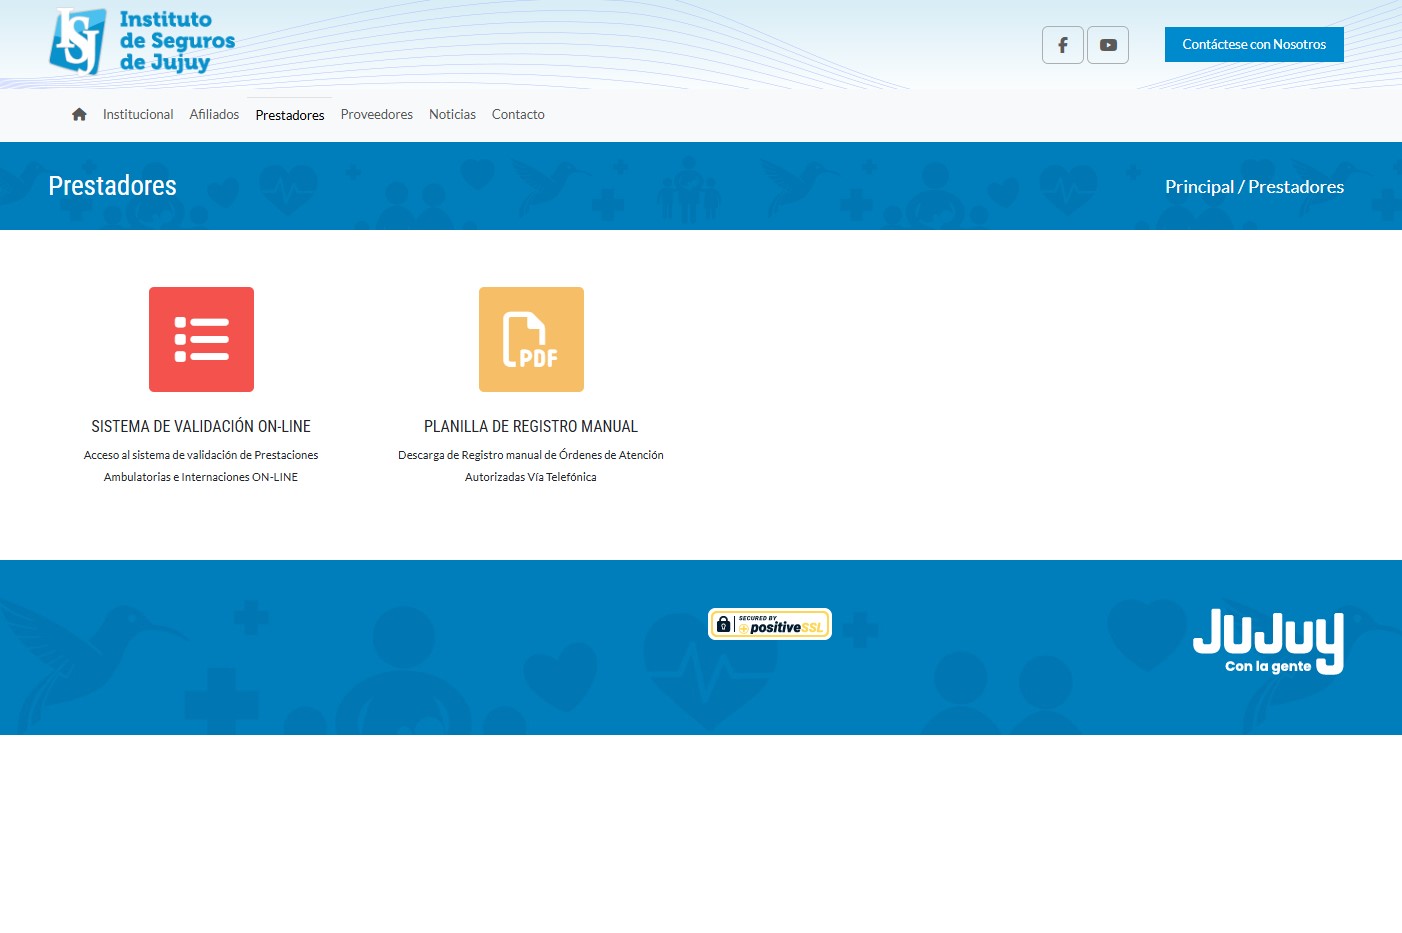 ISJ
Instituto
de Seguros
de Jujuy
Contáctese con Nosotros
Institucional Afiliados Prestadores Proveedores Noticias Contacto
Prestadores
Principal / Prestadores
PDF
SISTEMA DE VALIDACIÓN ON-LINE
Acceso al sistema de validación de Prestaciones
Ambulatorias e Internaciones ON-LINE
PLANILLA DE REGISTRO MANUAL
Descarga de Registro manual de Órdenes de Atención
Autorizadas Vía Telefónica
SECURED BY
positiveSSL
JuJuy
Con la gente